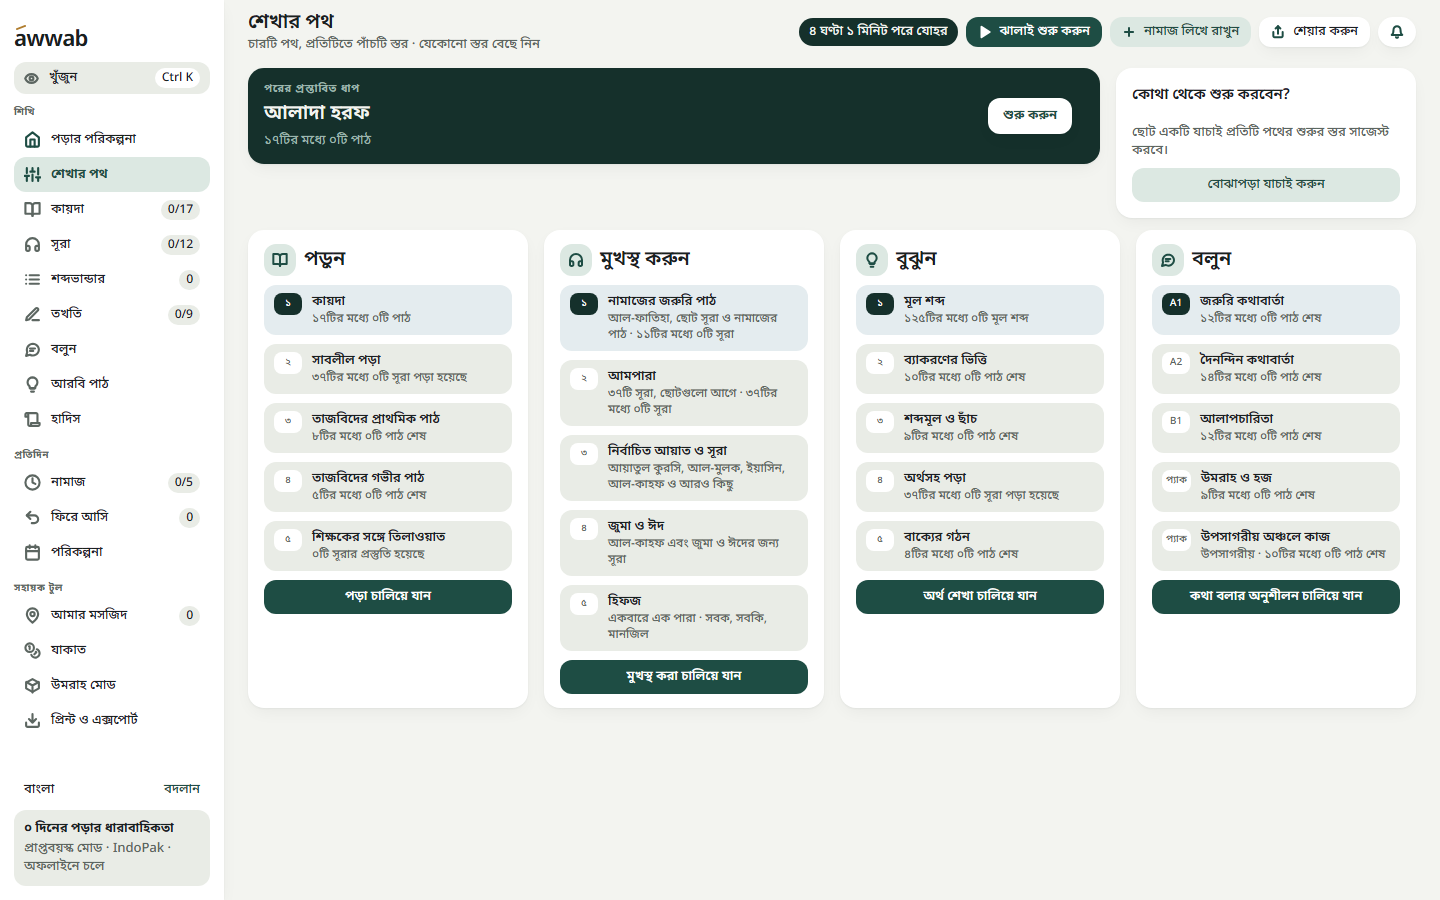 awwab
খুঁজুন
Ctrl K
শিখি
পড়ার পরিকল্পনা
শেখার পথ
কায়দা
0/17
সূরা
0/12
শব্দভান্ডার
0
তখতি
0/9
বলুন
আরবি পাঠ
হাদিস
প্রতিদিন
নামাজ
0/5
ফিরে আসি
0
পরিকল্পনা
সহায়ক টুল
আমার মসজিদ
0
যাকাত
উমরাহ মোড
প্রিন্ট ও এক্সপোর্ট
বাংলা
বদলান
০ দিনের পড়ার ধারাবাহিকতা
প্রাপ্তবয়স্ক মোড · IndoPak ·
অফলাইনে চলে
শেখার পথ
চারটি পথ, প্রতিটিতে পাঁচটি স্তর · যেকোনো স্তর বেছে নিন
৪ ঘণ্টা ১ মিনিট পরে যোহর
ঝালাই শুরু করুন
নামাজ লিখে রাখুন
শেয়ার করুন
পরের প্রস্তাবিত ধাপ
আলাদা হরফ
১৭টির মধ্যে ০টি পাঠ
শুরু করুন
কোথা থেকে শুরু করবেন?
ছোট একটি যাচাই প্রতিটি পথের শুরুর স্তর সাজেস্ট
করবে।
বোঝাপড়া যাচাই করুন
পড়ুন
১
কায়দা
১৭টির মধ্যে ০টি পাঠ
২
সাবলীল পড়া
৩৭টির মধ্যে ০টি সূরা পড়া হয়েছে
৩
তাজবিদের প্রাথমিক পাঠ
৮টির মধ্যে ০টি পাঠ শেষ
৪
তাজবিদের গভীর পাঠ
৫টির মধ্যে ০টি পাঠ শেষ
৫
শিক্ষকের সঙ্গে তিলাওয়াত
০টি সূরার প্রস্তুতি হয়েছে
পড়া চালিয়ে যান
মুখস্থ করুন
১
নামাজের জরুরি পাঠ
আল-ফাতিহা, ছোট সূরা ও নামাজের
পাঠ · ১১টির মধ্যে ০টি সূরা
২
আমপারা
৩৭টি সূরা, ছোটগুলো আগে · ৩৭টির
মধ্যে ০টি সূরা
৩
নির্বাচিত আয়াত ও সূরা
আয়াতুল কুরসি, আল-মুলক, ইয়াসিন,
আল-কাহফ ও আরও কিছু
৪
জুমা ও ঈদ
আল-কাহফ এবং জুমা ও ঈদের জন্য
সূরা
৫
হিফজ
একবারে এক পারা · সবক, সবকি,
মানজিল
মুখস্থ করা চালিয়ে যান
বুঝুন
১
মূল শব্দ
১২৫টির মধ্যে ০টি মূল শব্দ
২
ব্যাকরণের ভিত্তি
১০টির মধ্যে ০টি পাঠ শেষ
৩
শব্দমূল ও ছাঁচ
৯টির মধ্যে ০টি পাঠ শেষ
৪
অর্থসহ পড়া
৩৭টির মধ্যে ০টি সূরা পড়া হয়েছে
৫
বাক্যের গঠন
৪টির মধ্যে ০টি পাঠ শেষ
অর্থ শেখা চালিয়ে যান
বলুন
A1
জরুরি কথাবার্তা
১২টির মধ্যে ০টি পাঠ শেষ
A2
দৈনন্দিন কথাবার্তা
১৪টির মধ্যে ০টি পাঠ শেষ
B1
আলাপচারিতা
১২টির মধ্যে ০টি পাঠ শেষ
প্যাক
উমরাহ ও হজ
৯টির মধ্যে ০টি পাঠ শেষ
প্যাক
উপসাগরীয় অঞ্চলে কাজ
উপসাগরীয় · ১০টির মধ্যে ০টি পাঠ শেষ
কথা বলার অনুশীলন চালিয়ে যান